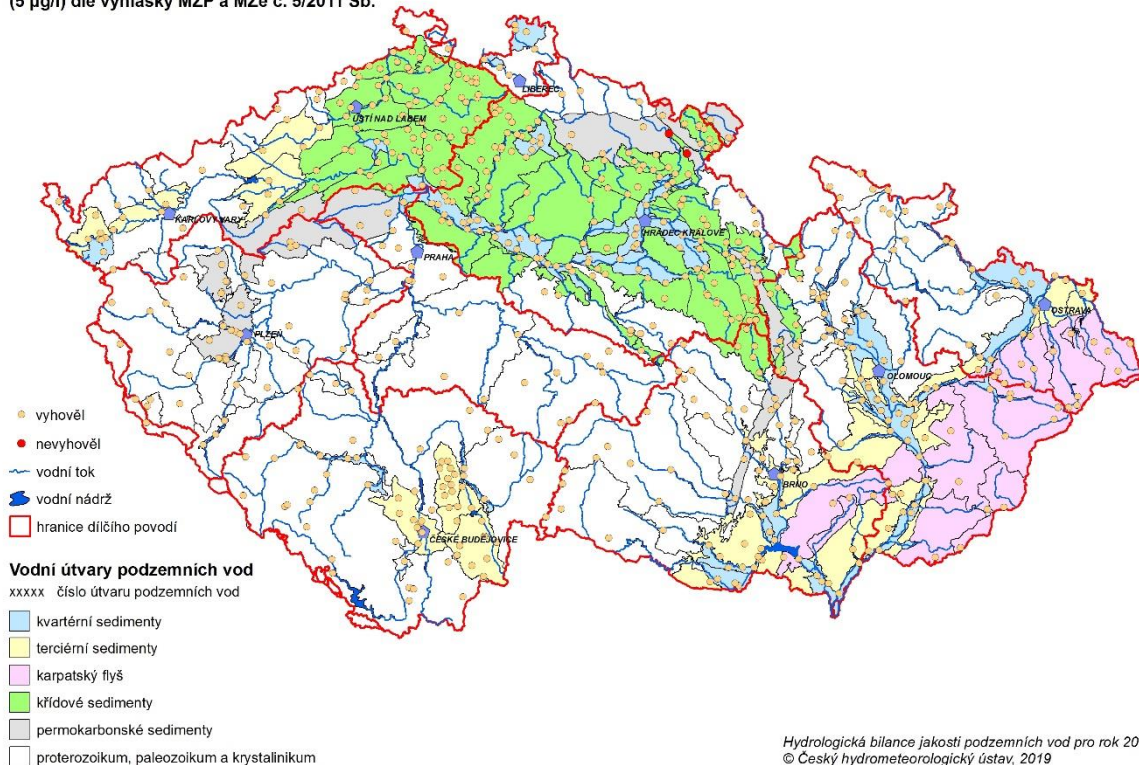 (5 µg/l) dle vyhlášky MŽP a MZe č. 5/2011 Sb.
LIBEREC
ÚSTÍ NAD LABEM
KARLOVY VARY
HRADEC KRÁLOVÉ
PRAHA
OSTRAVA
PLZEŇ
OLOMOUC
BRNO
ČESKÉ BUDĚJOVICE
vyhověl
nevyhověl
vodní tok
vodní nádrž
hranice dílčího povodí
Vodní útvary podzemních vod
xxxxx číslo útvaru podzemních vod
kvartérní sedimenty
terciérní sedimenty
karpatský flyš
křídové sedimenty
permokarbonské sedimenty
proterozoikum, paleozoikum a krystalinikum
Hydrologická bilance jakosti podzemních vod pro rok 20
© Český hydrometeorologický ústav, 2019